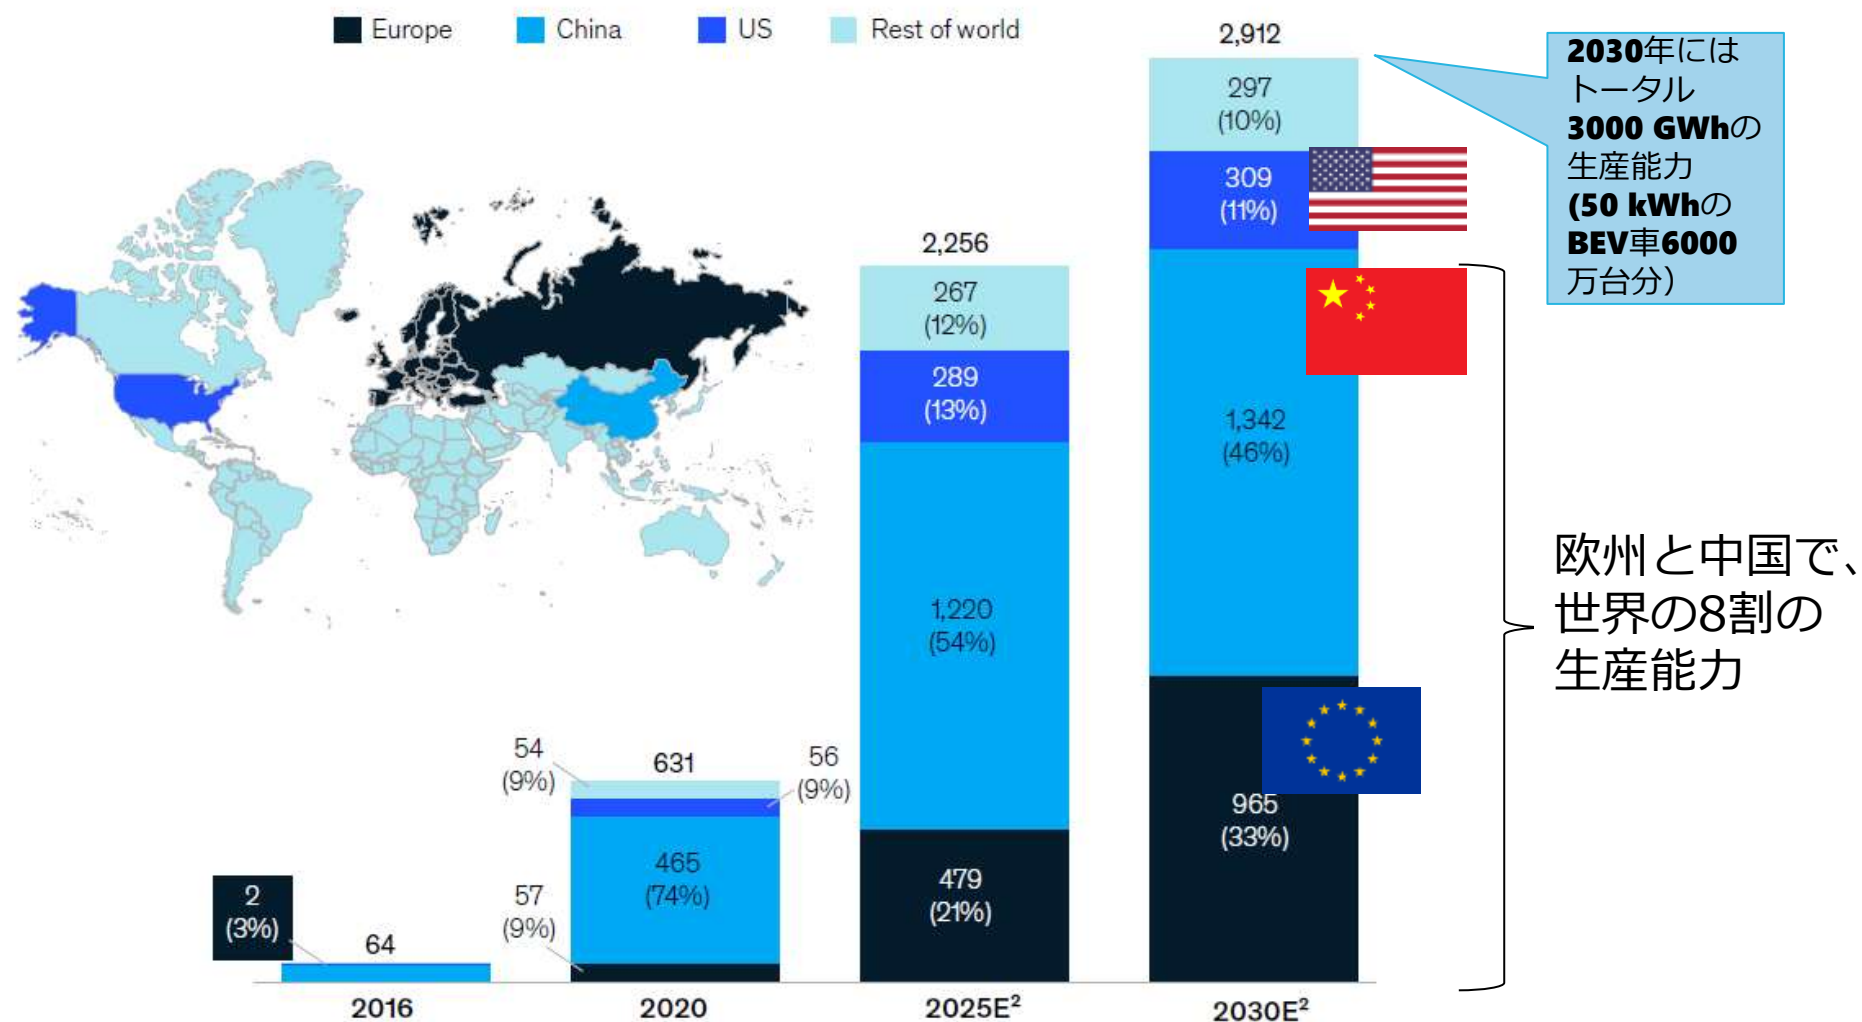 Europe
China
US
Rest of world
2,912
297
(10%)
309
(11%)
1,342
(46%)
965
(33%)
2030年には
トータル
3000 GWhの
生産能力
(50 kWhの
BEV車6000
万台分）
2,256
267
(12%)
289
(13%)
1,220
(54%)
479
(21%)
欧州と中国で、
世界の8割の
生産能力
54
(9%)
631
56
(9%)
465
(74%)
57
(9%)
2
(3%)
64
2016
2020
2025E²
2030E²